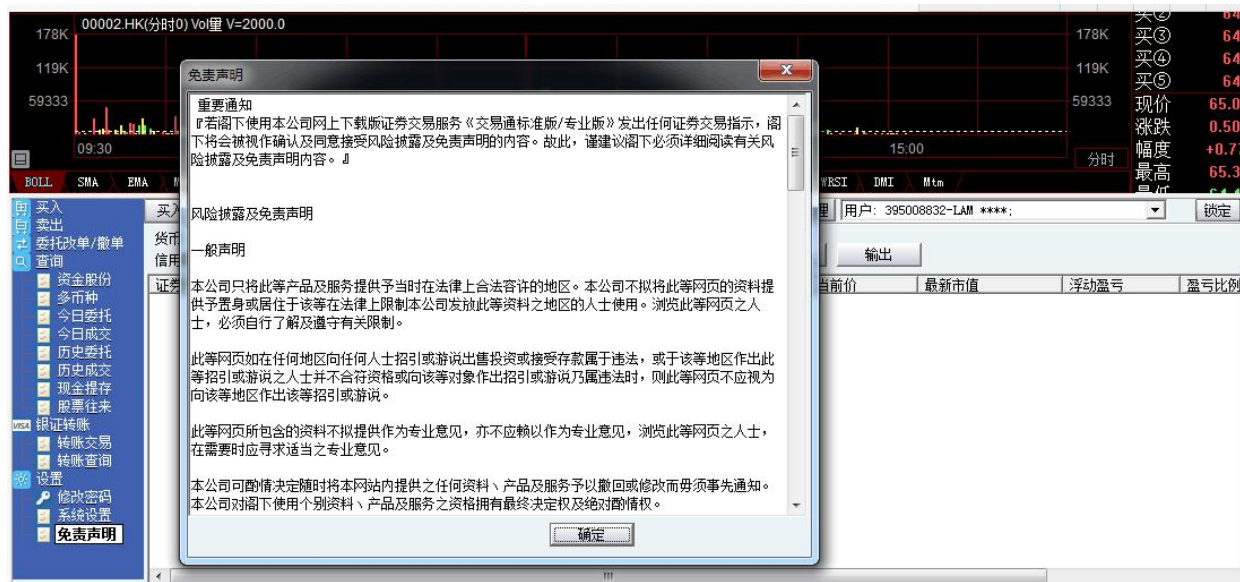 00002.HK(分时0) Vol量 V=2000.0
178K
119K
59333
09:30
15:00
178K
119K
59333
分时
买②
64
买③
64
买④
64
买⑤
64
现价
65.0
涨跌
0.50
幅度
+0.7
最高
65.3
BOLL
SMA
EMA
WRSI
DMI
Mtm
买入
卖出
委托改单/撤单
查询
资金股份
多币种
今日委托
今日成交
历史委托
历史成交
现金提存
股票往来
VISA 银证转账
转账交易
转账查询
设置
修改密码
系统设置
免责声明
买入
货币
信用
证券
理
用户: 395008832-LAM ****;
锁定
输出
当前价
最新市值
浮动盈亏
盈亏比例
免责声明
重要通知
『若阁下使用本公司网上下载版证券交易服务《交易通标准版/专业版》发出任何证券交易指示，阁
下将会被视作确认及同意接受风险披露及免责声明的内容。故此，谨建议阁下必须详细阅读有关风
险披露及免责声明内容。』
风险披露及免责声明
一般声明
本公司只将此等产品及服务提供予当时在法律上合法容许的地区。本公司不拟将此等网页的资料提
供予置身或居住于该等在法律上限制本公司发放此等资料之地区的人士使用。浏览此等网页之人
士，必须自行了解及遵守有关限制。
此等网页如在任何地区向任何人士招引或游说出售投资或接受存款属于违法，或于该等地区作出此
等招引或游说之人士并不合符资格或向该等对象作出招引或游说乃属违法时，则此等网页不应视为
向该等地区作出该等招引或游说。
此等网页所包含的资料不拟提供作为专业意见，亦不应赖以作为专业意见，浏览此等网页之人士，
在需要时应寻求适当之专业意见。
本公司可酌情决定随时将本网站内提供之任何资料、产品及服务予以撤回或修改而毋须事先通知。
本公司对阁下使用个别资料、产品及服务之资格拥有最终决定权及绝对酌情权。
确定